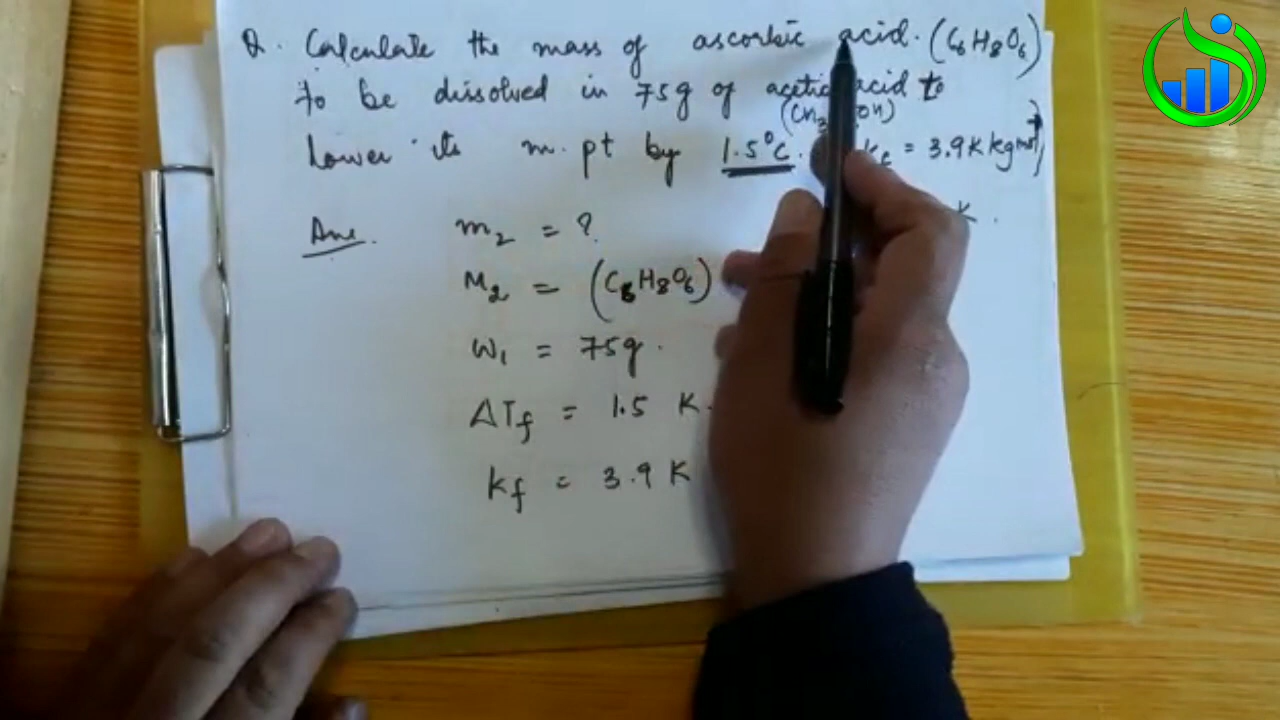 Q. Calculate the mass of ascorbic acid. (C6H8O6)
to be dissolved in 75g of acetic acid to
lower its m.pt by 1.5°C. = 3.9K kg mol-1)
Ans. m2 = ?
M2 = (C6H8O6)
W1 = 75g.
ΔTf = 1.5 K.
kf = 3.9 K